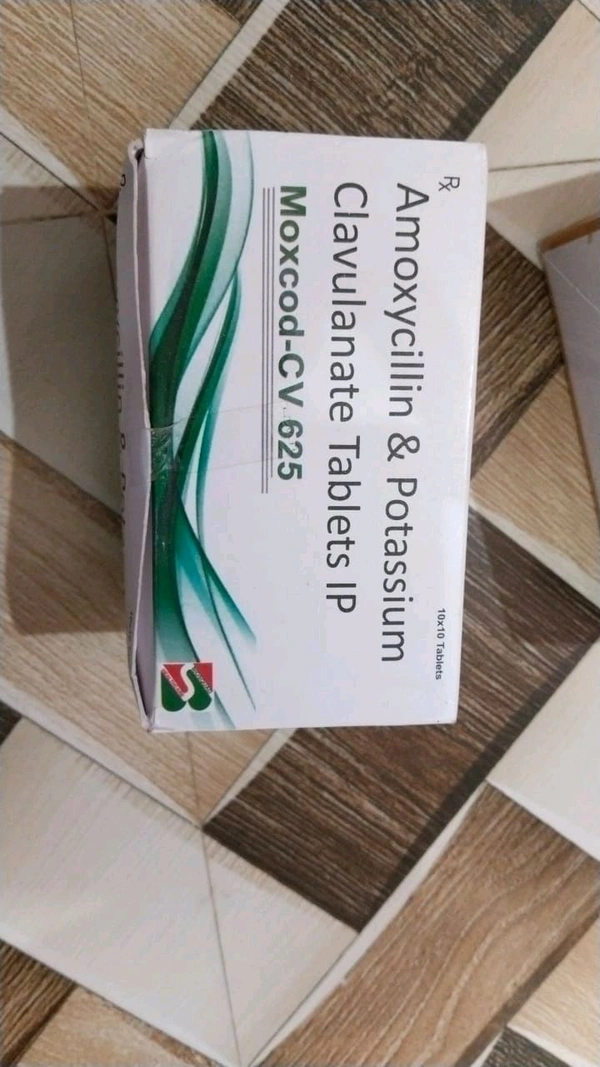 Rx
10x10 Tablets
Amoxycillin & Potassium
Clavulanate Tablets IP
Moxcod-CV 625